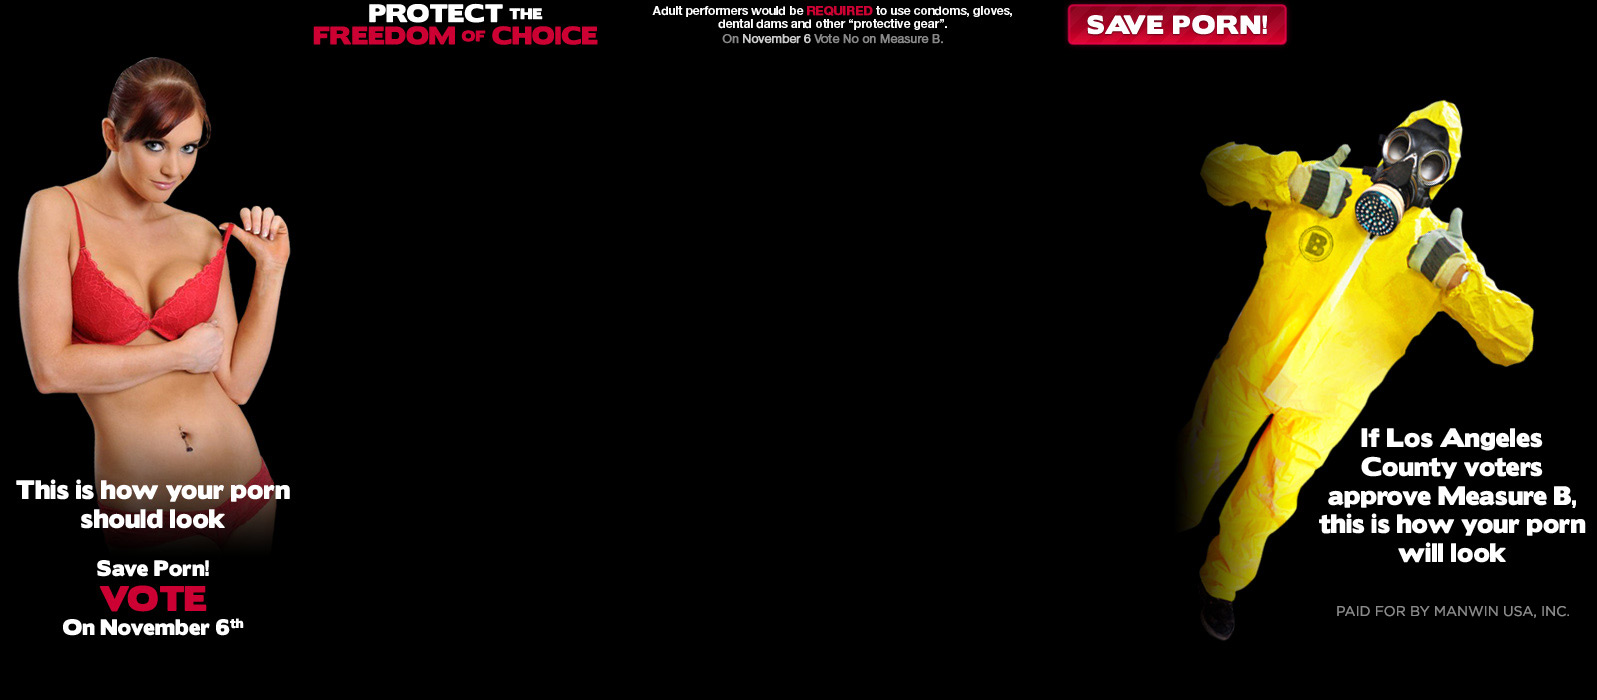 PROTECT THE
FREEDOM OF CHOICE
Adult performers would be REQUIRED to use condoms, gloves,
dental dams and other “protective gear”.
On November 6 Vote No on Measure B.
SAVE PORN!
This is how your porn
should look
Save Porn!
VOTE
On November 6th
B
If Los Angeles
County voters
approve Measure B,
this is how your porn
will look
PAID FOR BY MANWIN USA, INC.